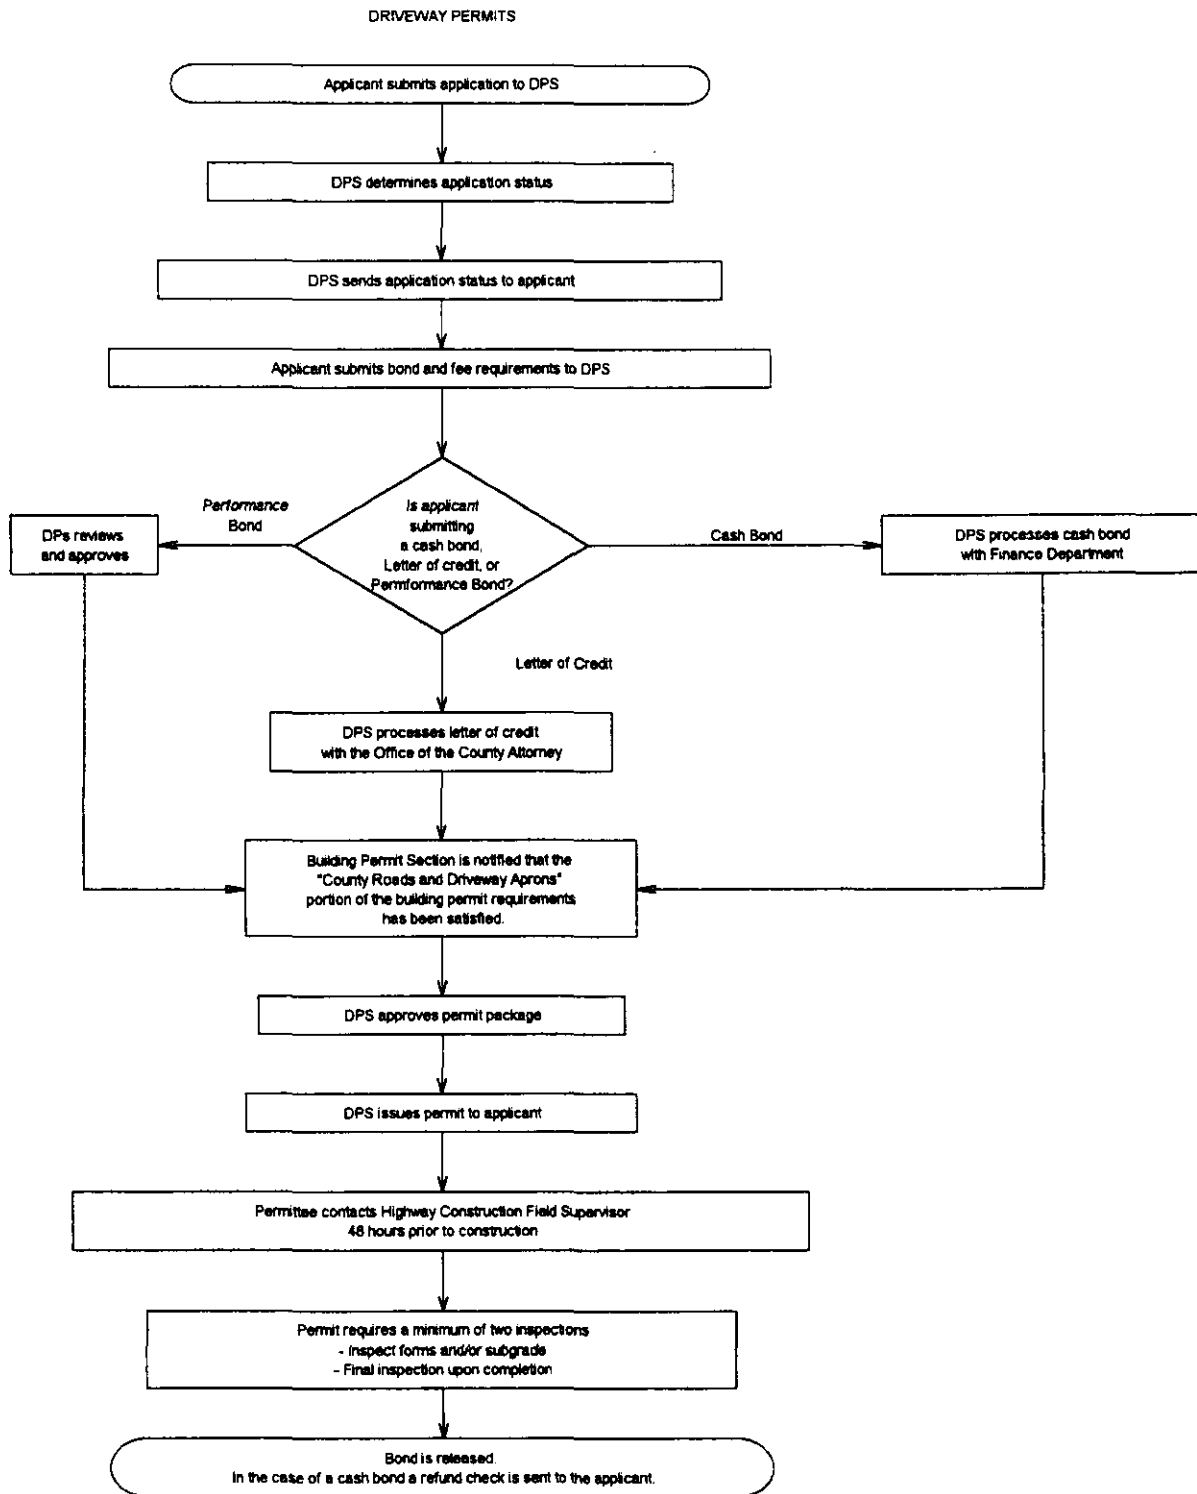 DRIVEWAY PERMITS
Applicant submits application to DPS
DPS determines application status
DPS sends application status to applicant
Applicant submits bond and fee requirements to DPS
Is applicant
submitting
a cash bond,
Letter of credit, or
Permformance Bond?
Performance
Bond
DPs reviews
and approves
Cash Bond
DPS processes cash bond
with Finance Department
Letter of Credit
DPS processes letter of credit
with the Office of the County Attorney
Building Permit Section is notified that the
"County Roads and Driveway Aprons"
portion of the building permit requirements
has been satisfied.
DPS approves permit package
DPS issues permit to applicant
Permittee contacts Highway Construction Field Supervisor
48 hours prior to construction
Permit requires a minimum of two inspections
- Inspect forms and/or subgrade
- Final inspection upon completion
Bond is released.
In the case of a cash bond a refund check is sent to the applicant.